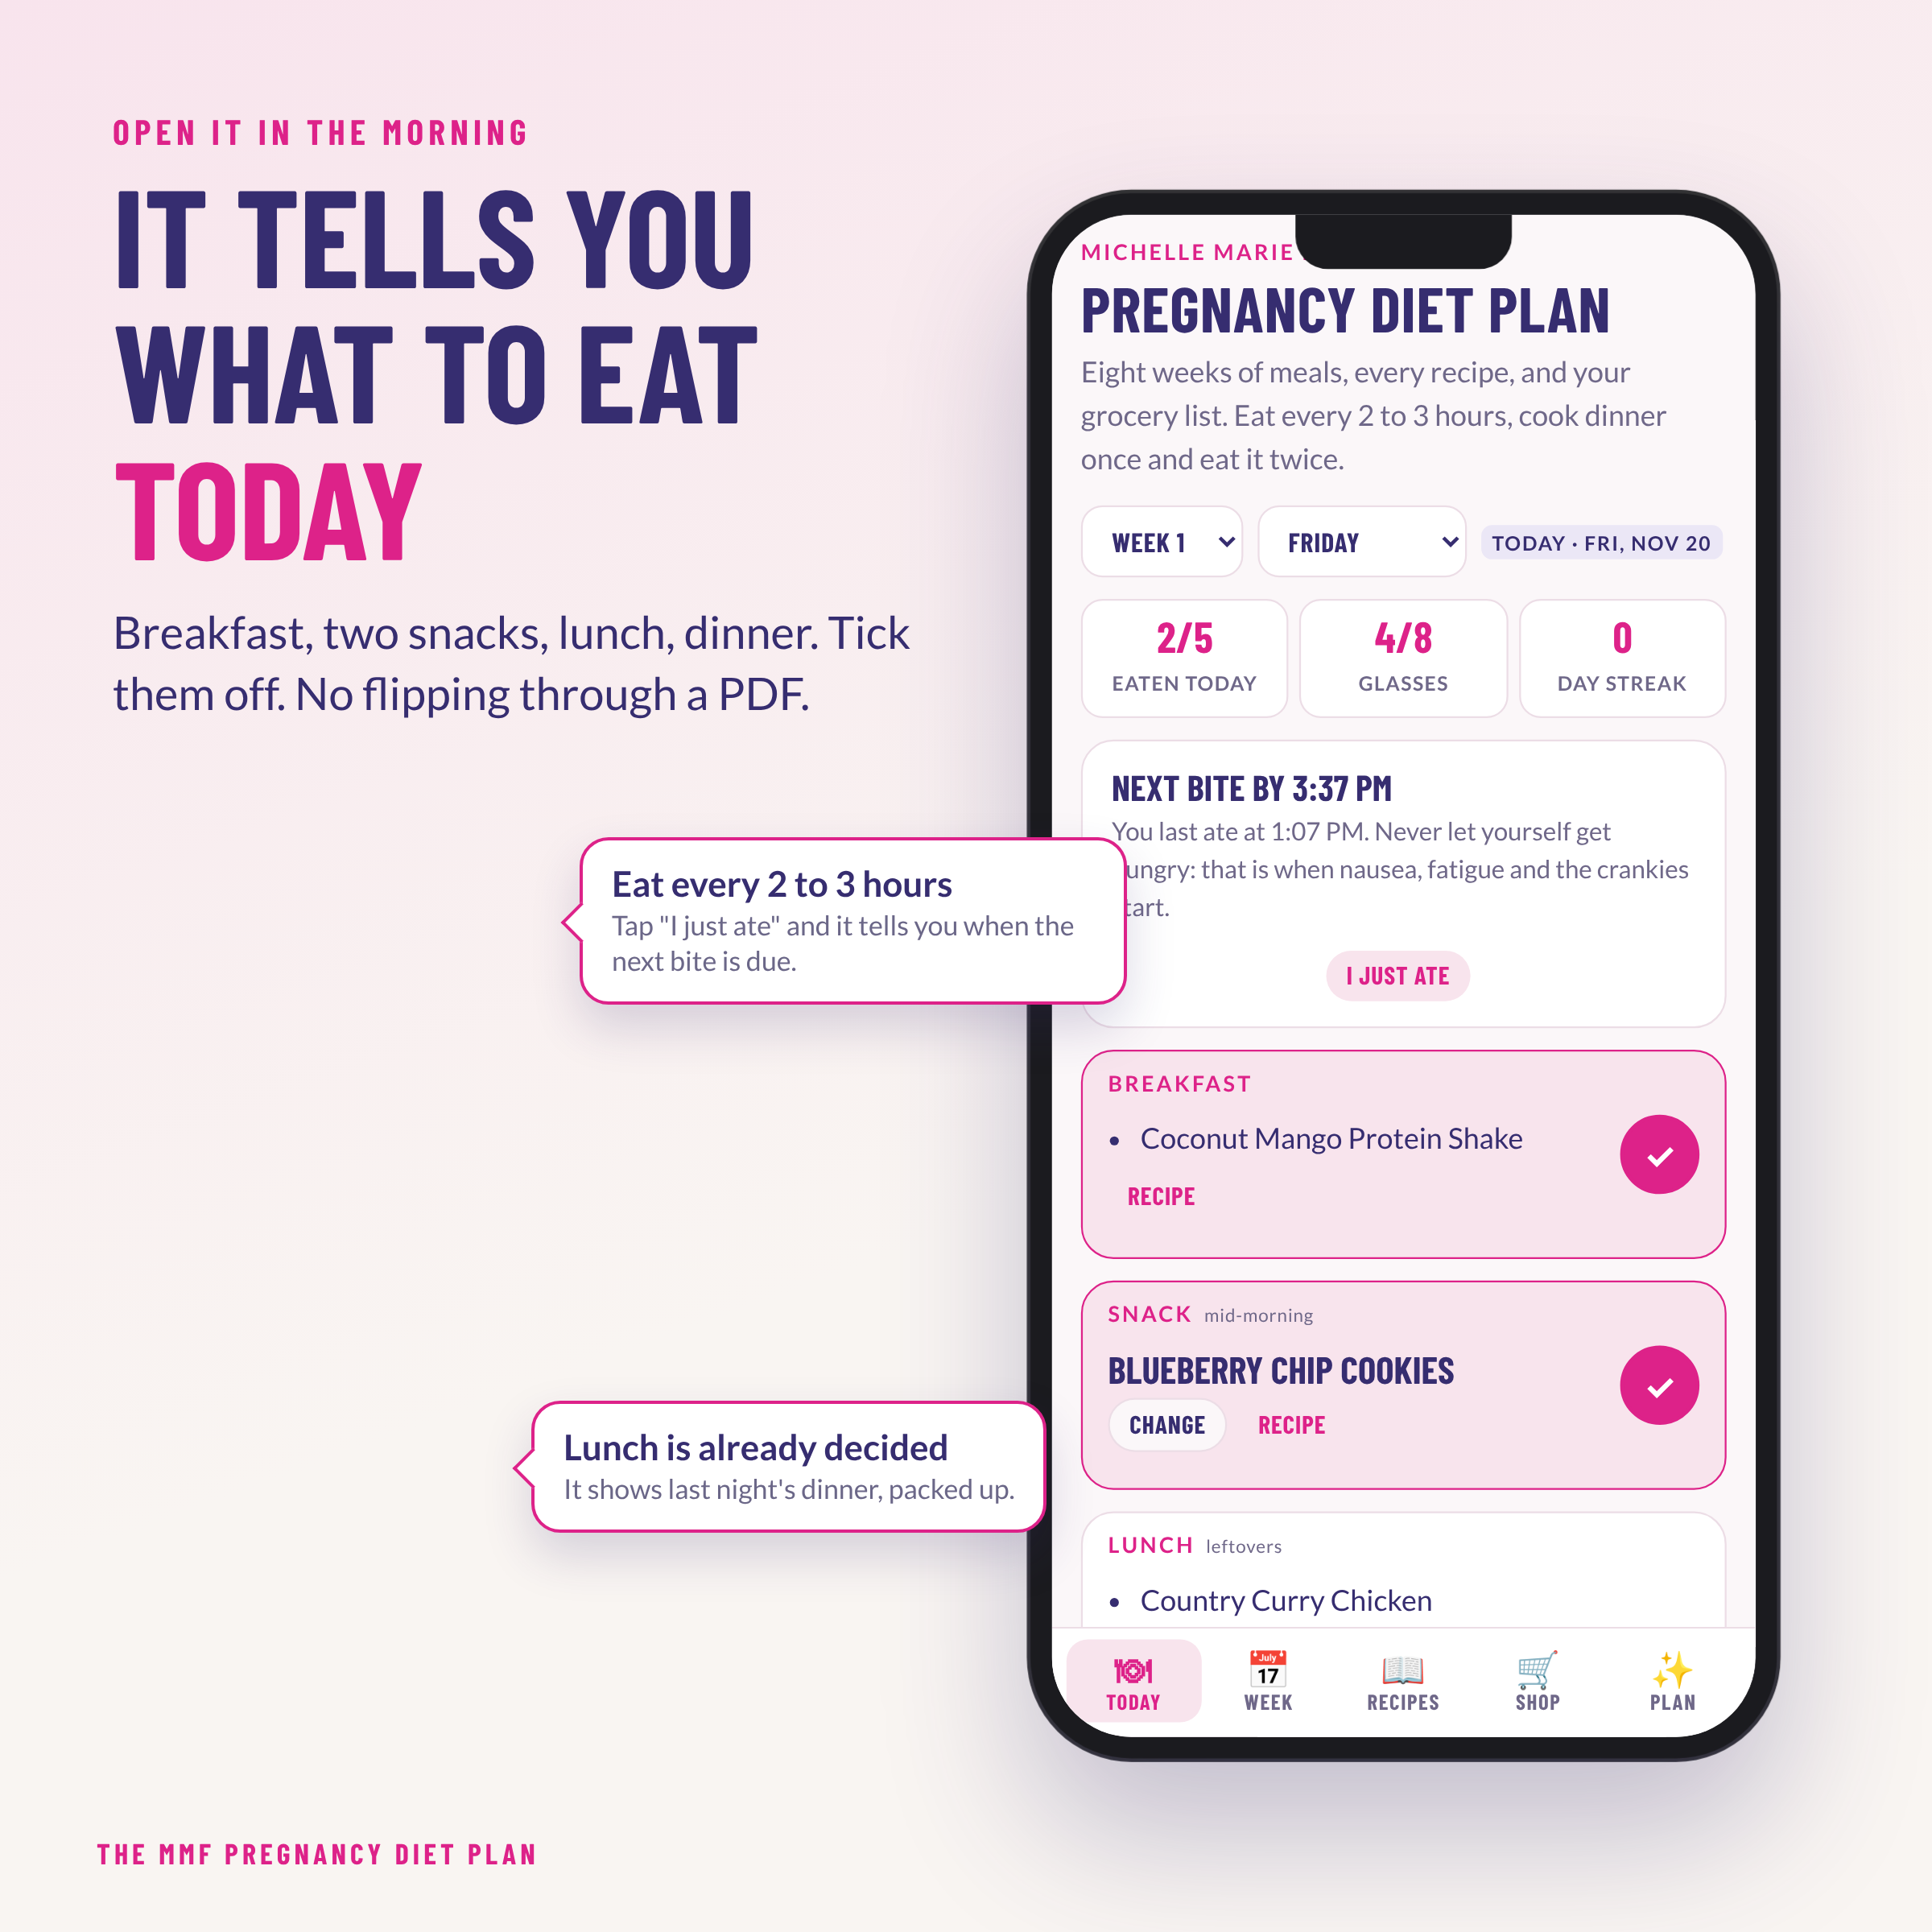 OPEN IT IN THE MORNING
IT TELLS YOU
WHAT TO EAT
TODAY
Breakfast, two snacks, lunch, dinner. Tick
them off. No flipping through a PDF.
Eat every 2 to 3 hours
Tap "I just ate" and it tells you when the
next bite is due.
Lunch is already decided
It shows last night's dinner, packed up.
THE MMF PREGNANCY DIET PLAN
MICHELLE MARIE
PREGNANCY DIET PLAN
Eight weeks of meals, every recipe, and your
grocery list. Eat every 2 to 3 hours, cook dinner
once and eat it twice.
WEEK 1
FRIDAY
TODAY · FRI, NOV 20
2/5
EATEN TODAY
4/8
GLASSES
0
DAY STREAK
NEXT BITE BY 3:37 PM
You last ate at 1:07 PM. Never let yourself get
ungry: that is when nausea, fatigue and the crankies
tart.
I JUST ATE
BREAKFAST
• Coconut Mango Protein Shake
RECIPE
SNACK mid-morning
BLUEBERRY CHIP COOKIES
CHANGE RECIPE
LUNCH leftovers
• Country Curry Chicken
July
17
TODAY WEEK RECIPES SHOP PLAN